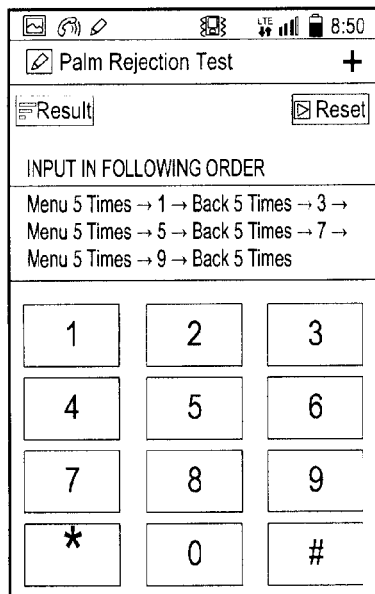 LTE 8:50
Palm Rejection Test +
Result Reset
INPUT IN FOLLOWING ORDER
Menu 5 Times → 1 → Back 5 Times → 3 →
Menu 5 Times → 5 → Back 5 Times → 7 →
Menu 5 Times → 9 → Back 5 Times
1 2 3
4 5 6
7 8 9
* 0 #